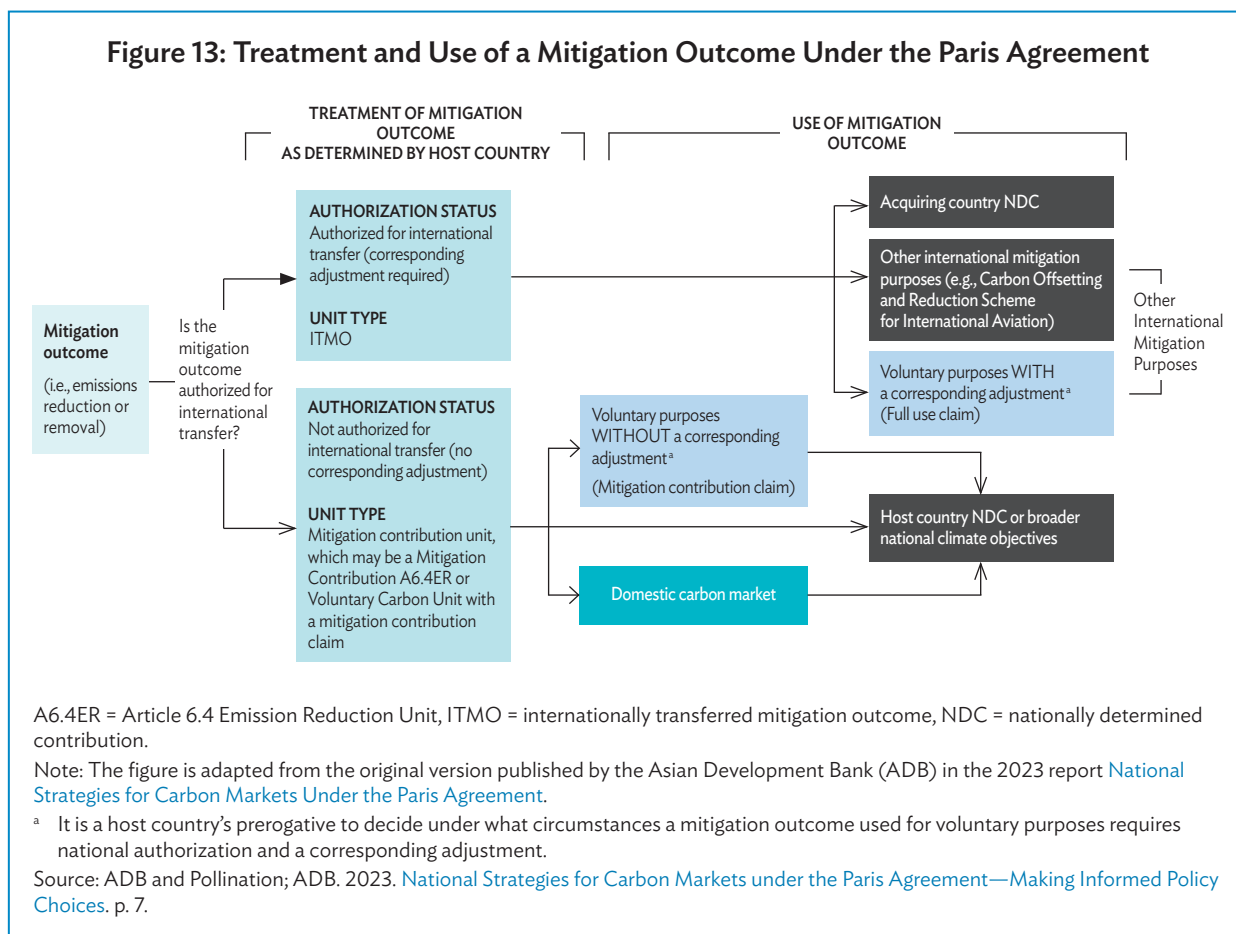 Figure 13: Treatment and Use of a Mitigation Outcome Under the Paris Agreement
TREATMENT OF MITIGATION
OUTCOME
AS DETERMINED BY HOST COUNTRY
USE OF MITIGATION
OUTCOME
Mitigation
outcome
(i.e., emissions
reduction or
removal)
Is the
mitigation
outcome
authorized for
international
transfer?
AUTHORIZATION STATUS
Authorized for international
transfer (corresponding
adjustment required)
UNIT TYPE
ITMO
AUTHORIZATION STATUS
Not authorized for
international transfer (no
corresponding adjustment)
UNIT TYPE
Mitigation contribution unit,
which may be a Mitigation
Contribution A6.4ER or
Voluntary Carbon Unit with
a mitigation contribution
claim
Voluntary purposes
WITHOUT a corresponding
adjustment a
(Mitigation contribution claim)
Domestic carbon market
Acquiring country NDC
Other international mitigation
purposes (e.g., Carbon Offsetting
and Reduction Scheme
for International Aviation)
Voluntary purposes WITH
a corresponding adjustment a
(Full use claim)
Host country NDC or broader
national climate objectives
Other
International
Mitigation
Purposes
A6.4ER = Article 6.4 Emission Reduction Unit, ITMO = internationally transferred mitigation outcome, NDC = nationally determined
contribution.
Note: The figure is adapted from the original version published by the Asian Development Bank (ADB) in the 2023 report National
Strategies for Carbon Markets Under the Paris Agreement.
a It is a host country's prerogative to decide under what circumstances a mitigation outcome used for voluntary purposes requires
national authorization and a corresponding adjustment.
Source: ADB and Pollination; ADB. 2023. National Strategies for Carbon Markets under the Paris Agreement—Making Informed Policy
Choices. p. 7.